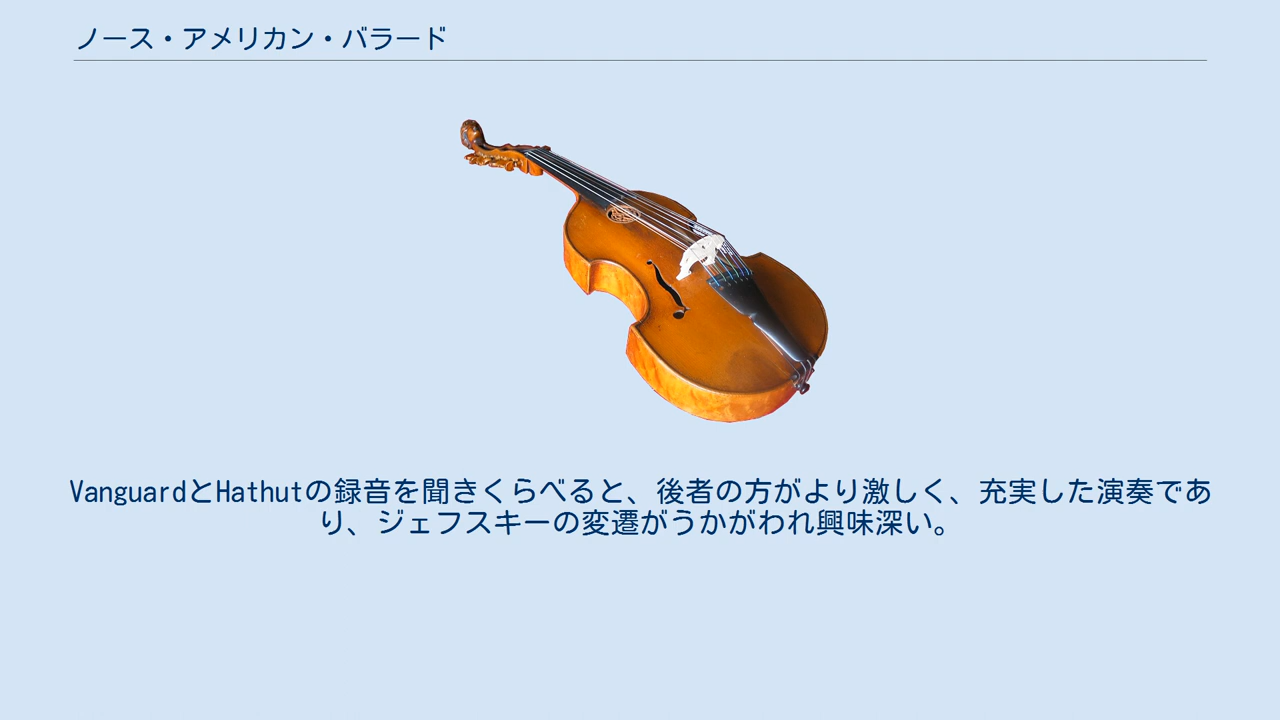 ノース・アメリカン・バラード
VanguardとHathutの録音を聞きくらべると、後者の方がより激しく、充実した演奏であ
り、ジェフスキーの変遷がうかがわれ興味深い。